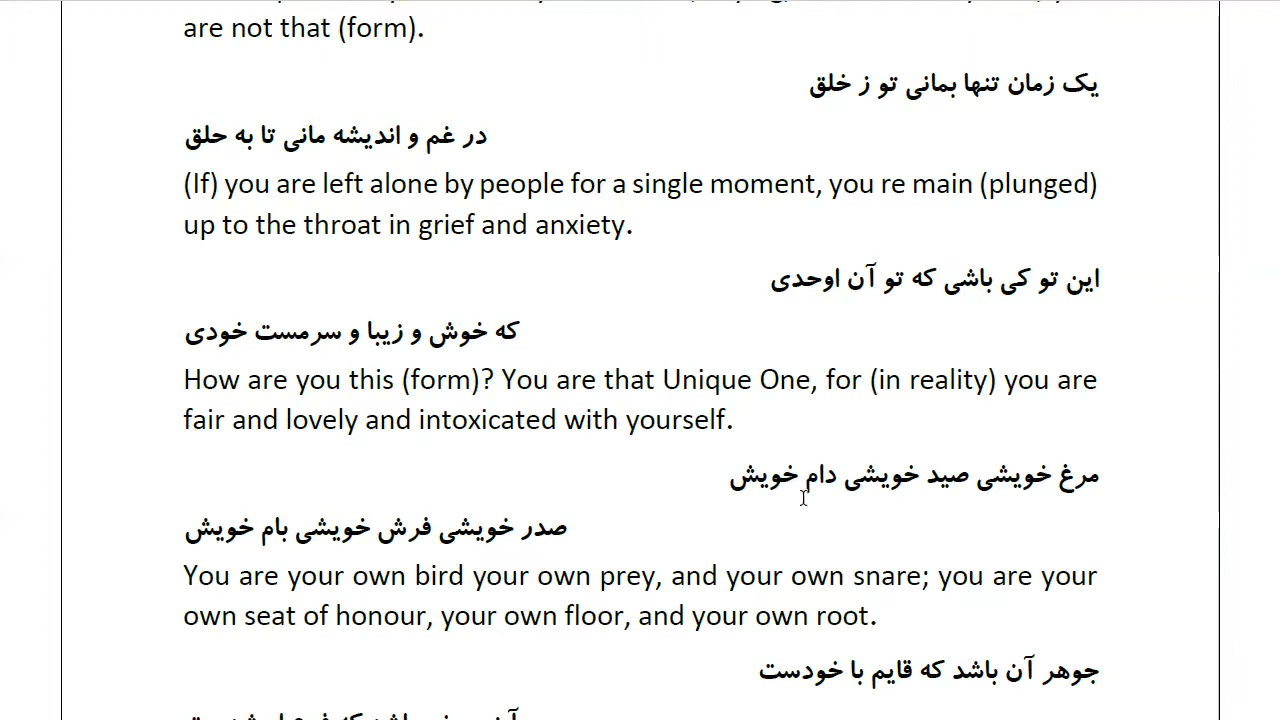 are not that (form).
یک زمان تنها بمانی تو ز خلق
در غم و اندیشه مانی تا به حلق
(If) you are left alone by people for a single moment, you re main (plunged)
up to the throat in grief and anxiety.
این تو کی باشی که تو آن اوحدی
که خوش و زیبا و سرمست خودی
How are you this (form)? You are that Unique One, for (in reality) you are
fair and lovely and intoxicated with yourself.
مرغ خویشی صید خویشی دام خویش
صدر خویشی فرش خویشی بام خویش
You are your own bird your own prey, and your own snare; you are your
own seat of honour, your own floor, and your own root.
جوهر آن باشد که قایم با خودست